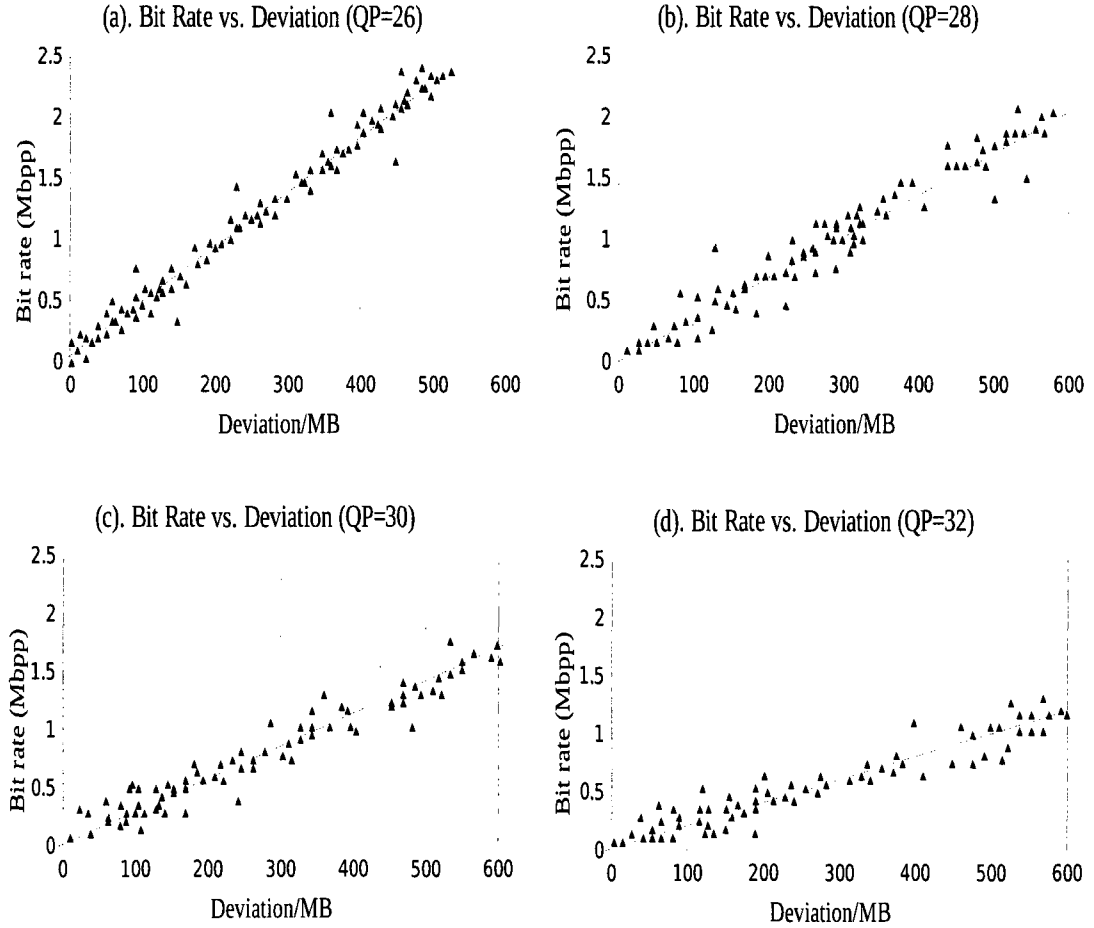 (a). Bit Rate vs. Deviation (QP=26)
2.5
2
1.5
1
0.5
0
Bit rate (Mbpp)
0 100 200 300 400 500 600
Deviation/MB
(b). Bit Rate vs. Deviation (QP=28)
2.5
2
1.5
1
0.5
0
Bit rate (Mbpp)
0 100 200 300 400 500 600
Deviation/MB
(c). Bit Rate vs. Deviation (QP=30)
2.5
2
1.5
1
0.5
0
Bit rate (Mbpp)
0 100 200 300 400 500 600
Deviation/MB
(d). Bit Rate vs. Deviation (QP=32)
2.5
2
1.5
1
0.5
0
Bit rate (Mbpp)
0 100 200 300 400 500 600
Deviation/MB